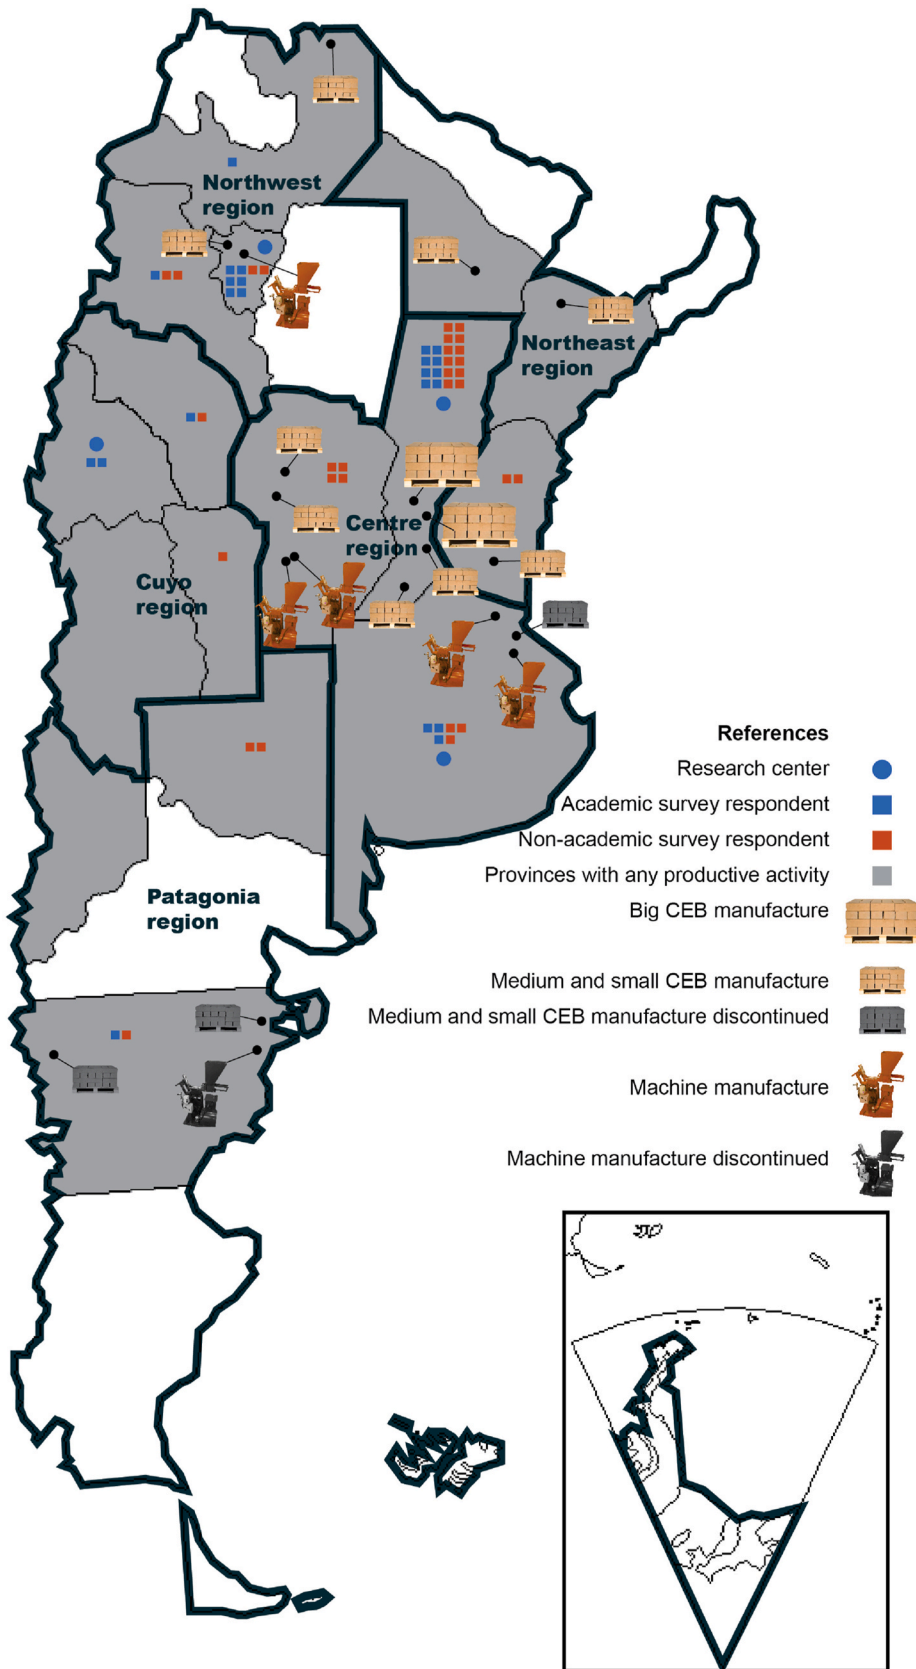 Northwest
region
Northeast
region
Centre
region
Cuyo
region
Patagonia
region
References
Research center
Academic survey respondent
Non-academic survey respondent
Provinces with any productive activity
Big CEB manufacture
Medium and small CEB manufacture
Medium and small CEB manufacture discontinued
Machine manufacture
Machine manufacture discontinued